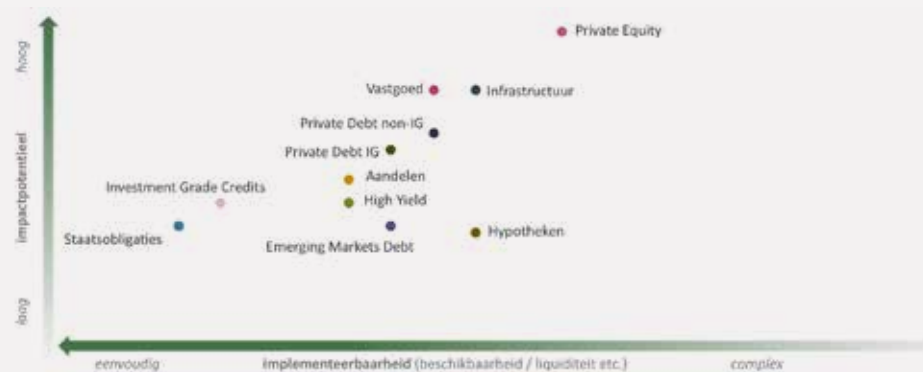 hoog
Private Equity
Vastgoed
Infrastructuur
Private Debt non-IG
Private Debt IG
Aandelen
Investment Grade Credits
High Yield
Staatsobligaties
Hypotheken
Emerging Markets Debt
impactpotentieel
laag
eenvoudig
implementeerbaarheid (beschikbaarheid / liquiditeit etc.)
complex